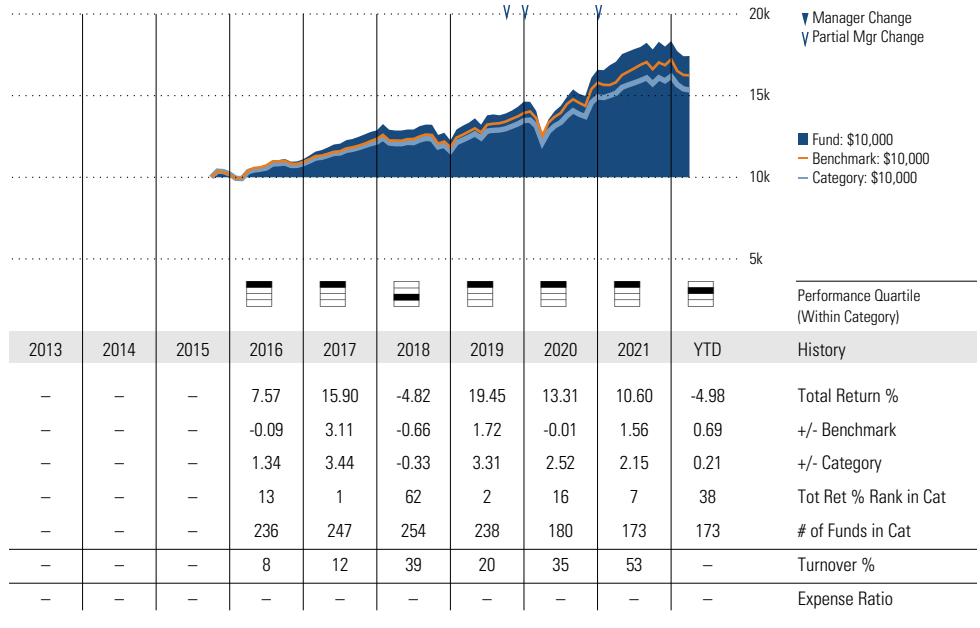 20k
▼ Manager Change
V Partial Mgr Change
15k
Fund: $10,000
Benchmark: $10,000
10k
Category: $10,000
5k
Performance Quartile
(Within Category)
2013 2014 2015 2016 2017 2018 2019 2020 2021 YTD History
– – – 7.57 15.90 -4.82 19.45 13.31 10.60 -4.98 Total Return %
– – – -0.09 3.11 -0.66 1.72 -0.01 1.56 0.69 +/- Benchmark
– – – 1.34 3.44 -0.33 3.31 2.52 2.15 0.21 +/- Category
– – – 13 1 62 2 16 7 38 Tot Ret % Rank in Cat
– – – 236 247 254 238 180 173 173 # of Funds in Cat
– – – 8 12 39 20 35 53 – Turnover %
– – – – – – – – – – Expense Ratio